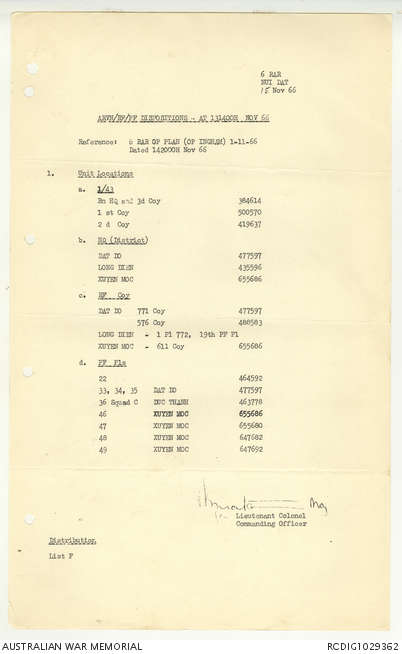 6 RAR
NUI DAT
15 Nov 66
ARVN/RF/PF DISPOSITIONS - AT 131400H NOV 66
Reference: 6 RAR OP PLAN (OP INGHAM) 1-11-66
Dated 142000H Nov 66
1. Unit Locations
a. 1/43
Bn HQ and 3d Coy 384614
1 st Coy 500570
2 d Coy 419637
b. HQ (District)
DAT DO 477597
LONG DIEN 435596
XUYEN MOC 655686
c. RF Coy
DAT DO 771 Coy 477597
576 Coy 488583
LONG DIEN - 1 Pl 772, 19th PF Pl
XUYEN MOC - 611 Coy 655686
d. PF Pls
22 464592
33, 34, 35 DAT DO 477597
36 Squad C DUC THANH 463778
46 XUYEN MOC 655686
47 XUYEN MOC 655680
48 XUYEN MOC 647682
49 XUYEN MOC 647692
Maj
Lieutenant Colonel
Commanding Officer
Distribution
List F
AUSTRALIAN WAR MEMORIAL
RCDIG1029362